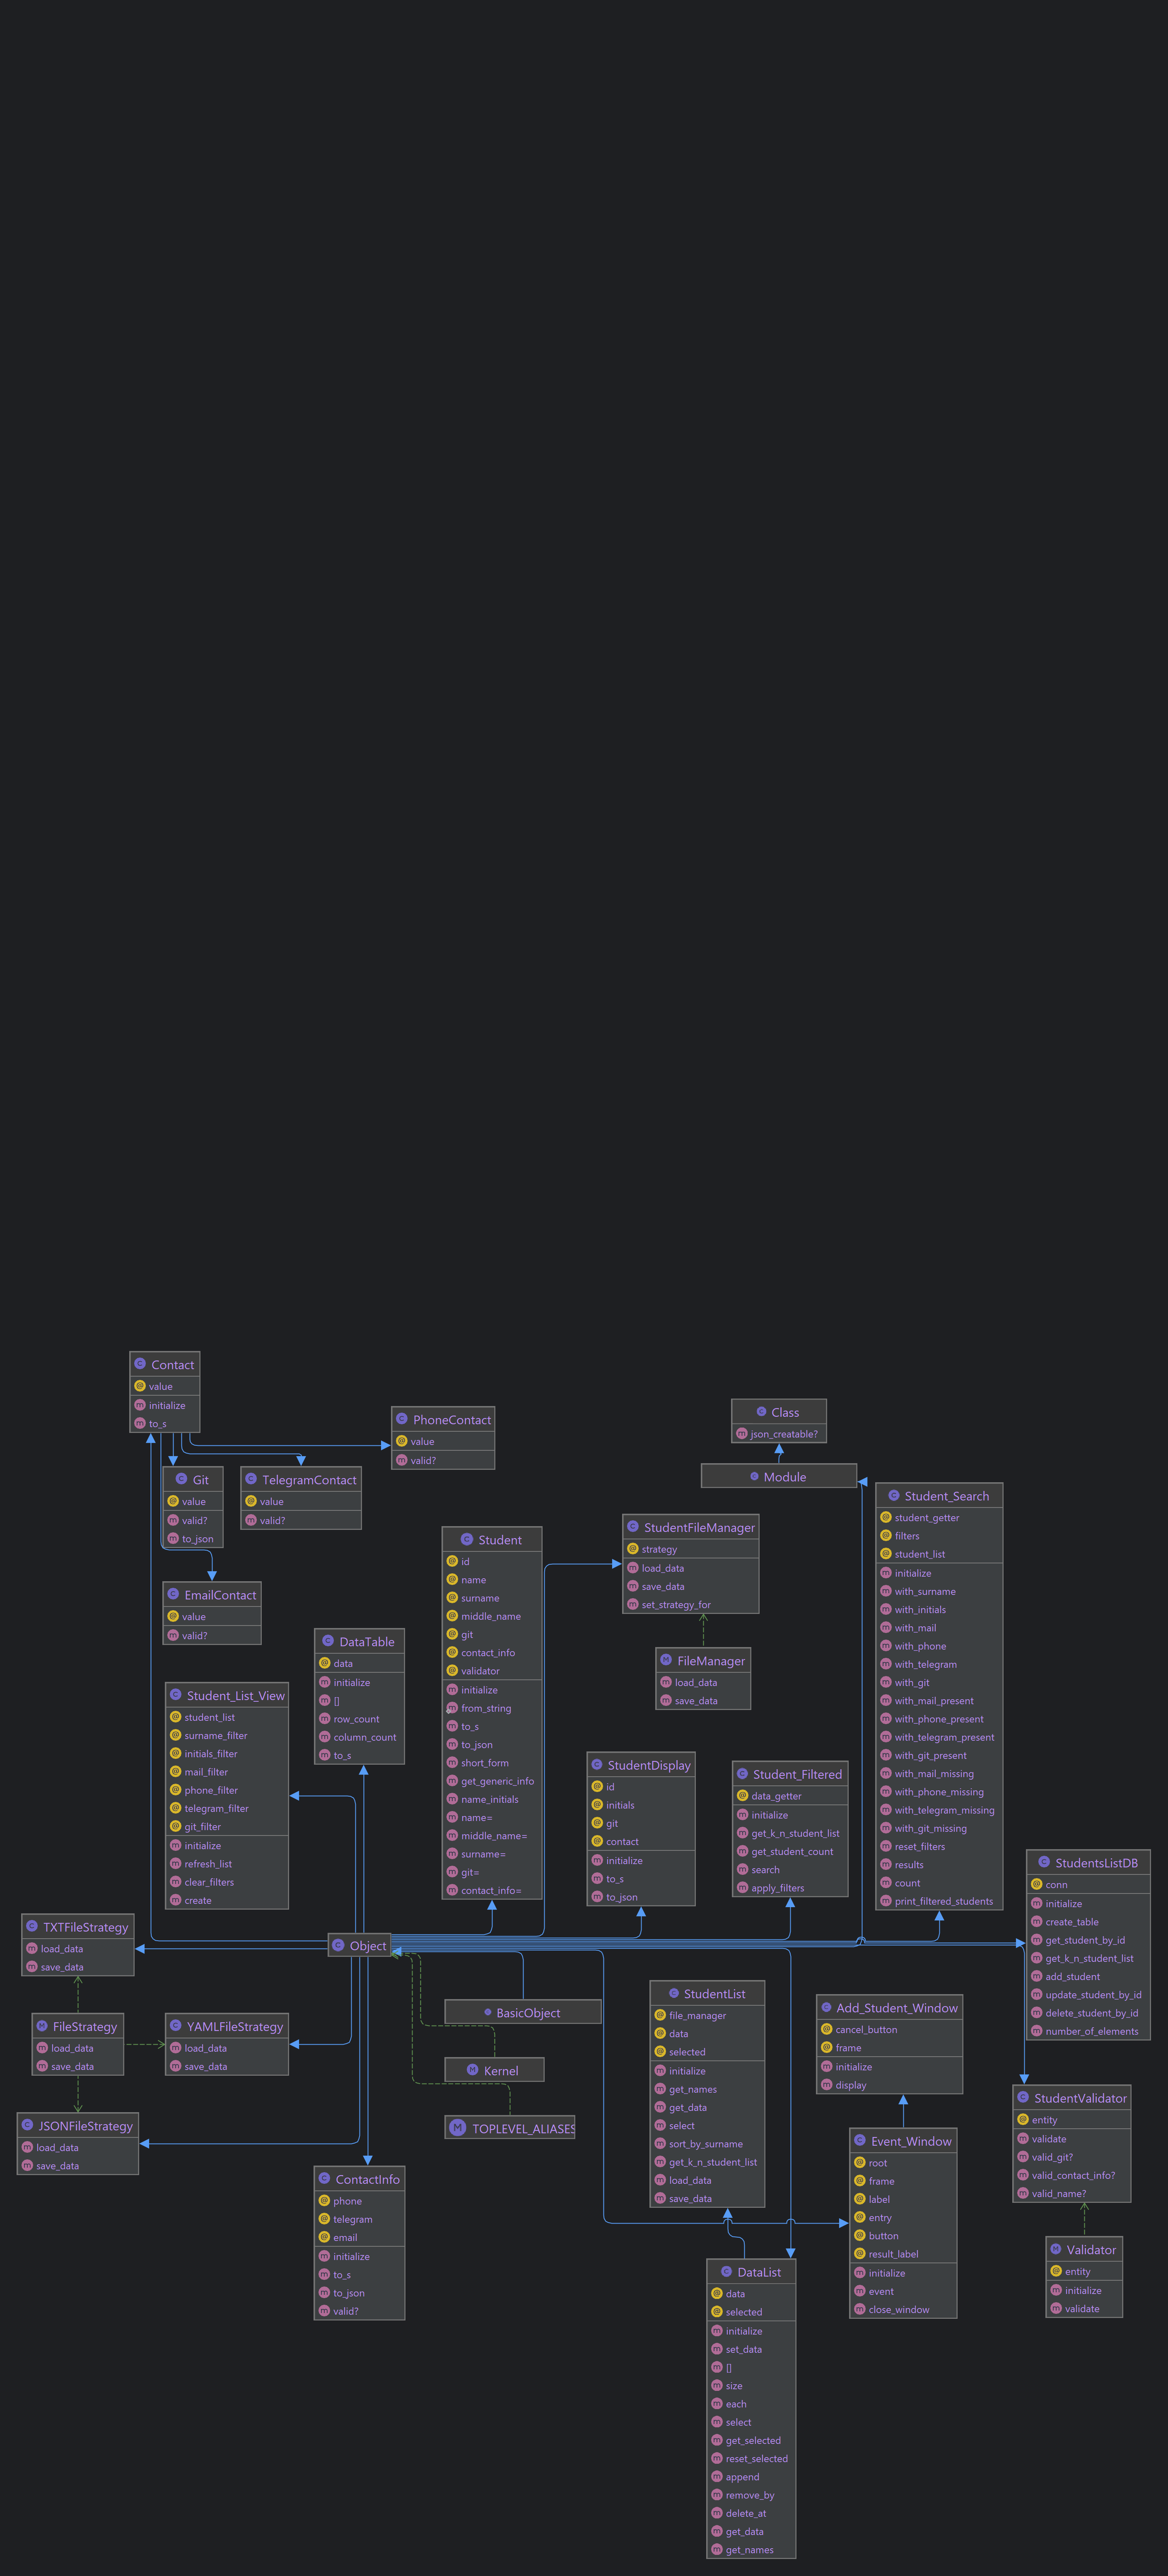 Contact
value
initialize
to_s
PhoneContact
value
valid?
Class
json_creatable?
Module
Git
value
valid?
to_json
TelegramContact
value
valid?
EmailContact
value
valid?
Student_Search
student_getter
filters
student_list
initialize
with_surname
with_initials
with_mail
with_phone
with_telegram
with_git
with_mail_present
with_phone_present
with_telegram_present
with_git_present
with_mail_missing
with_phone_missing
with_telegram_missing
with_git_missing
reset_filters
results
count
print_filtered_students
StudentFileManager
strategy
load_data
save_data
set_strategy_for
Student
id
name
surname
middle_name
git
contact_info
validator
initialize
from_string
to_s
to_json
short_form
get_generic_info
name_initials
name=
middle_name=
surname=
git=
contact_info=
DataTable
data
initialize
[]
row_count
column_count
to_s
FileManager
load_data
save_data
Student_List_View
student_list
surname_filter
initials_filter
mail_filter
phone_filter
telegram_filter
git_filter
initialize
refresh_list
clear_filters
create
StudentDisplay
id
initials
git
contact
initialize
to_s
to_json
Student_Filtered
data_getter
initialize
get_k_n_student_list
get_student_count
search
apply_filters
StudentsListDB
conn
initialize
create_table
get_student_by_id
get_k_n_student_list
add_student
update_student_by_id
delete_student_by_id
number_of_elements
TXTFileStrategy
load_data
save_data
Object
FileStrategy
load_data
save_data
YAMLFileStrategy
load_data
save_data
BasicObject
Kernel
TOPLEVEL_ALIASES
JSONFileStrategy
load_data
save_data
ContactInfo
phone
telegram
email
initialize
to_s
to_json
valid?
StudentList
file_manager
data
selected
initialize
get_names
get_data
select
sort_by_surname
get_k_n_student_list
load_data
save_data
Add_Student_Window
cancel_button
frame
initialize
display
StudentValidator
entity
validate
valid_git?
valid_contact_info?
valid_name?
Event_Window
root
frame
label
entry
button
result_label
initialize
event
close_window
Validator
entity
initialize
validate
DataList
data
selected
initialize
set_data
[]
size
each
select
get_selected
reset_selected
append
remove_by
delete_at
get_data
get_names